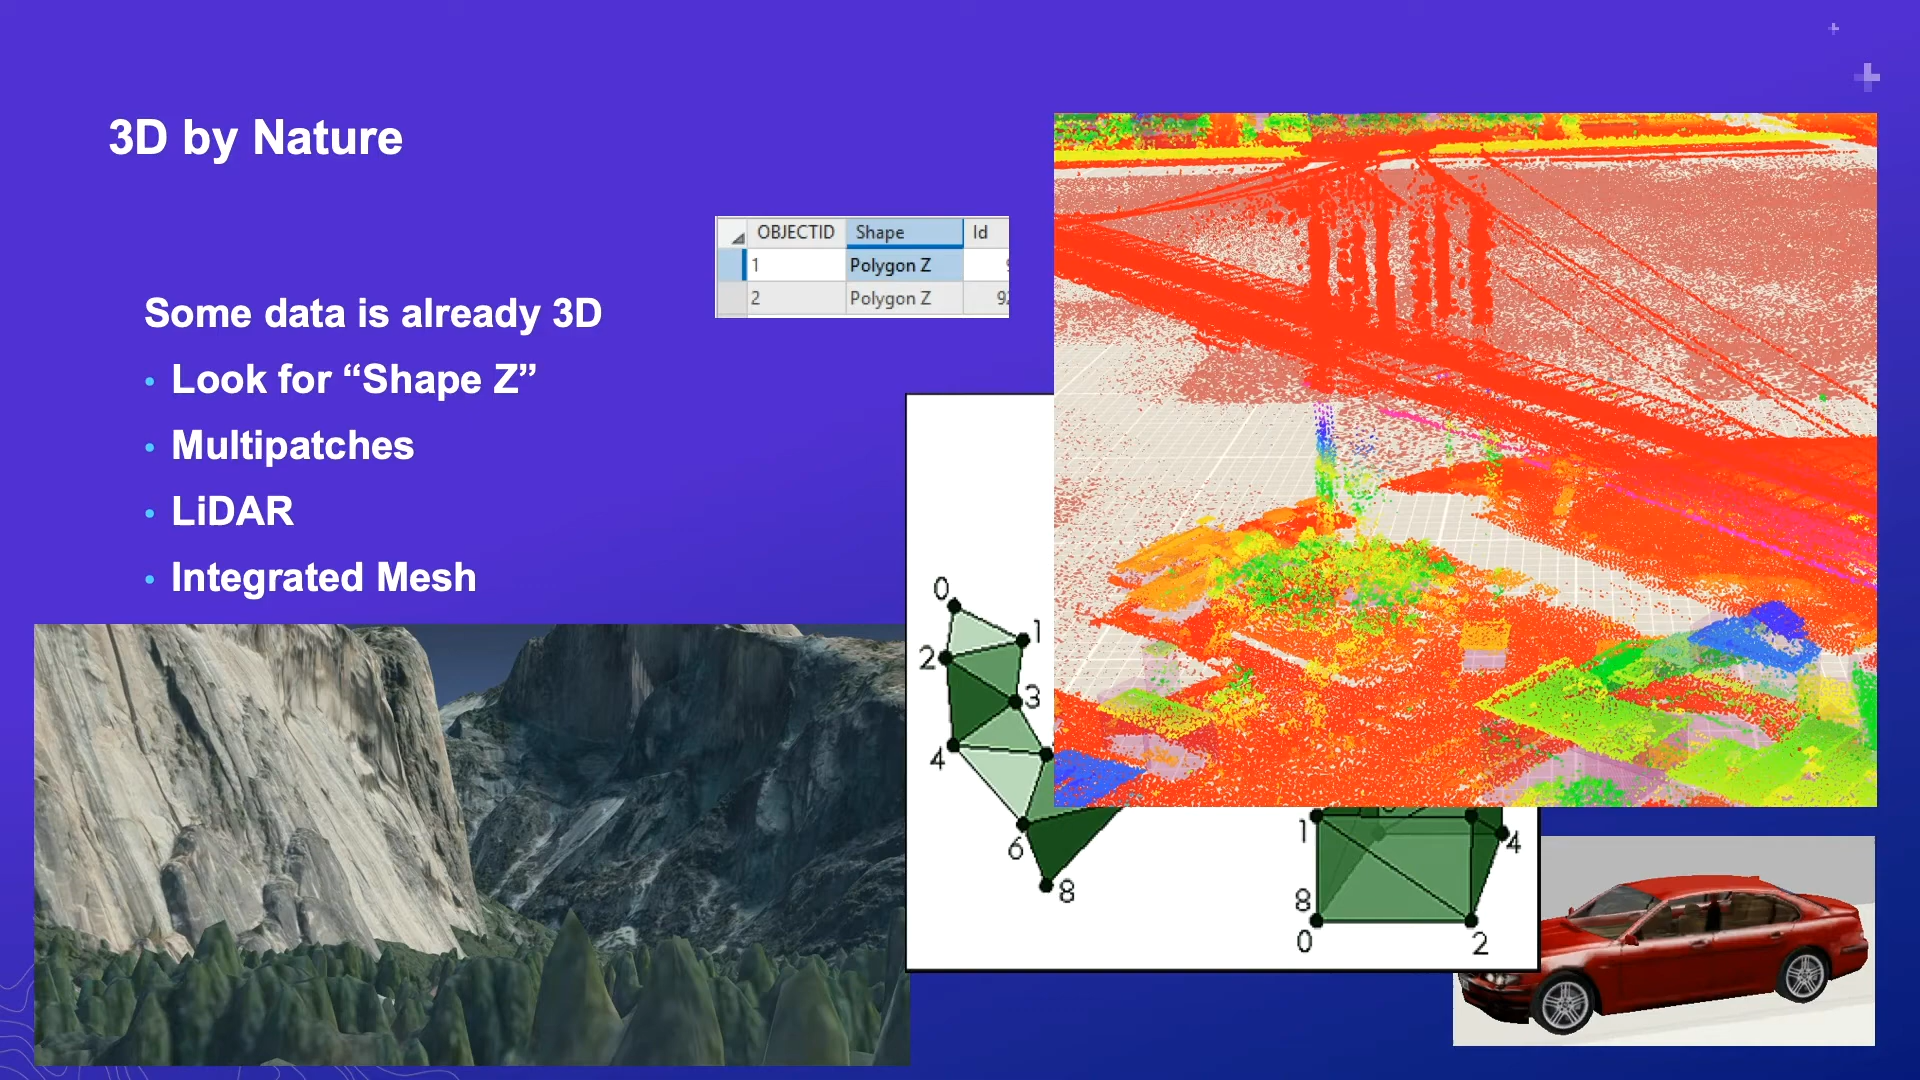 3D by Nature
OBJECTID Shape Id
1 Polygon Z
2 Polygon Z
Some data is already 3D
• Look for “Shape Z”
• Multipatches
• LiDAR
• Integrated Mesh
0
1
2
3
4
6
8
1
4
8
0
2